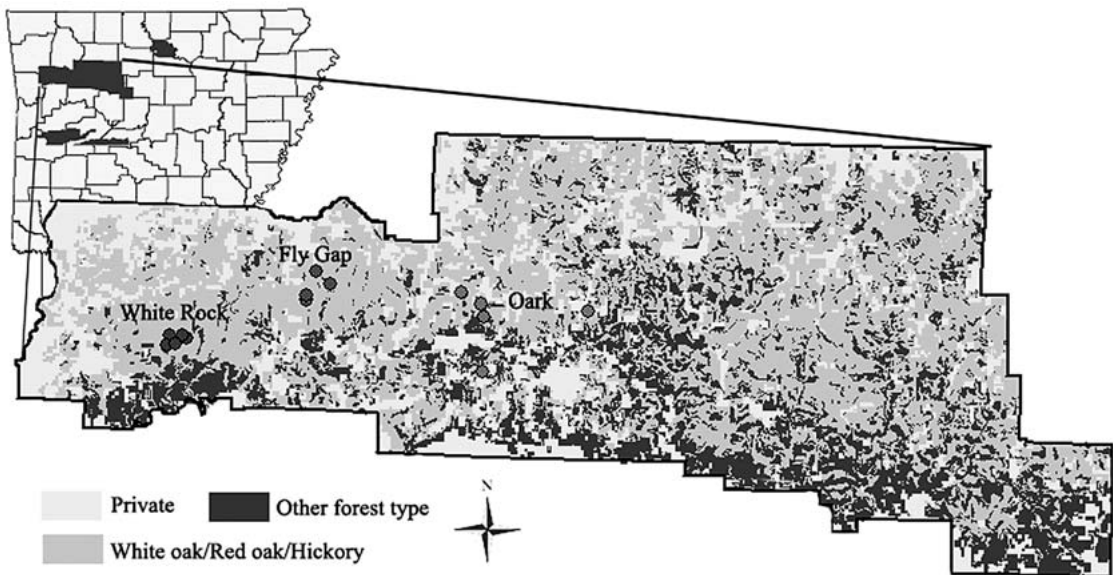 Fly Gap
Oark
White Rock
N
Private
Other forest type
White oak/Red oak/Hickory